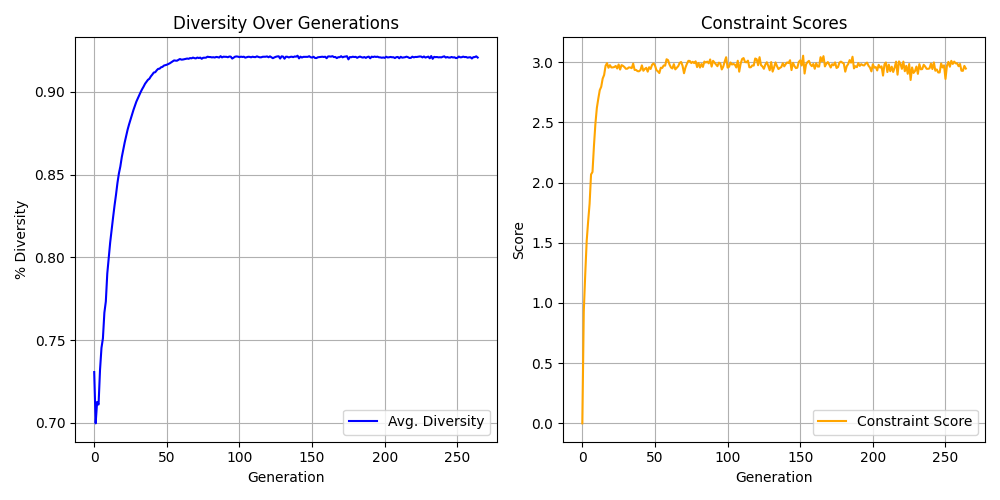 Diversity Over Generations
% Diversity
0.90
0.85
0.80
0.75
0.70
Avg. Diversity
0 50 100 150 200 250
Generation
Constraint Scores
Score
3.0
2.5
2.0
1.5
1.0
0.5
0.0
Constraint Score
0 50 100 150 200 250
Generation